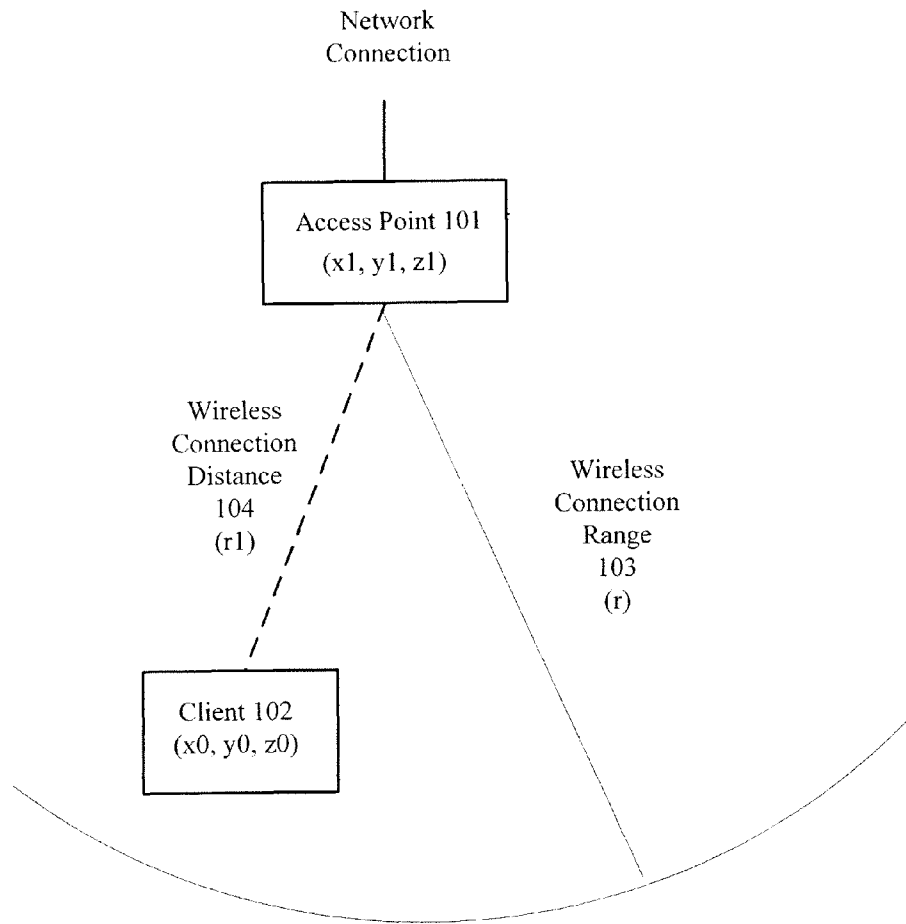 Network
Connection
Access Point 101
(x1, y1, z1)
Wireless
Connection
Distance
104
(r1)
Wireless
Connection
Range
103
(r)
Client 102
(x0, y0, z0)